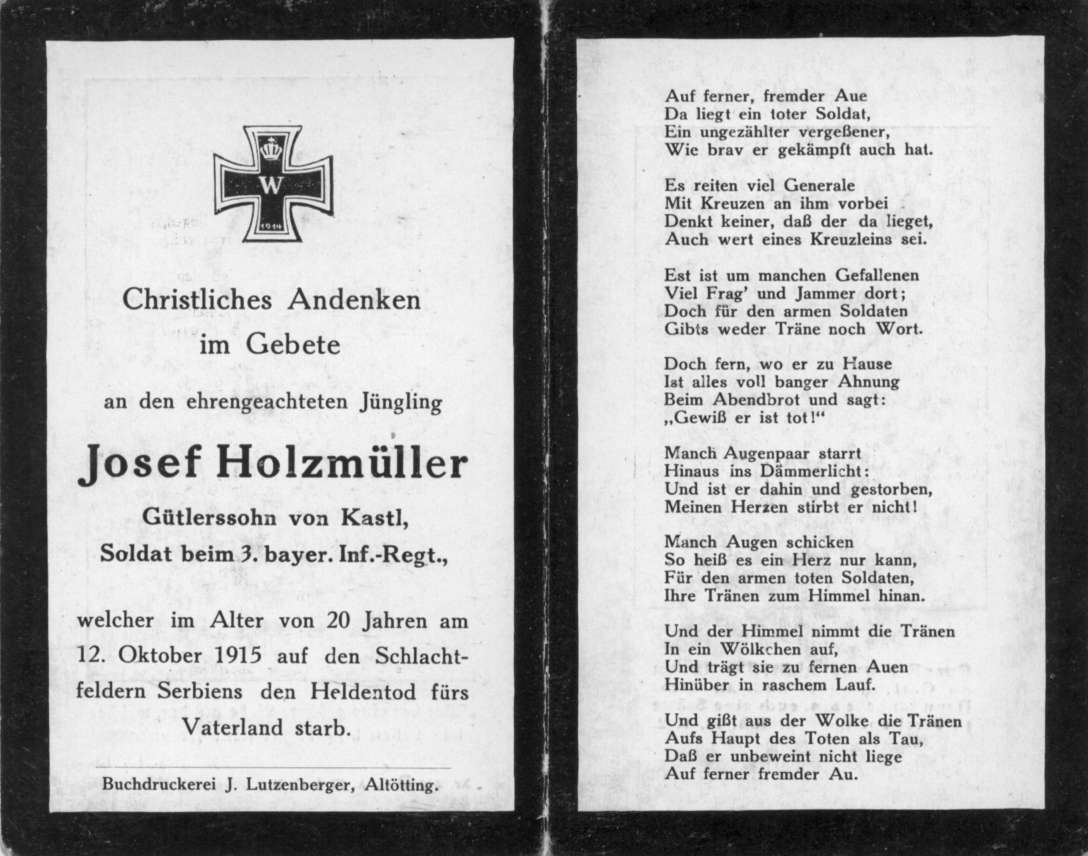 W
1914
Christliches Andenken
im Gebete
an den ehrengeachteten Jüngling
Josef Holzmüller
Gütlerssohn von Kastl,
Soldat beim 3. bayer. Inf.-Regt.,
welcher im Alter von 20 Jahren am
12. Oktober 1915 auf den Schlacht-
feldern Serbiens den Heldentod fürs
Vaterland starb.
Buchdruckerei J. Lutzenberger, Altötting.
Auf ferner, fremder Aue
Da liegt ein toter Soldat,
Ein ungezählter vergeßener,
Wie brav er gekämpft auch hat.
Es reiten viel Generale
Mit Kreuzen an ihm vorbei
Denkt keiner, daß der da lieget,
Auch wert eines Kreuzleins sei.
Est ist um manchen Gefallenen
Viel Frag' und Jammer dort;
Doch für den armen Soldaten
Gibts weder Träne noch Wort.
Doch fern, wo er zu Hause
Ist alles voll banger Ahnung
Beim Abendbrot und sagt:
„Gewiß er ist tot!“
Manch Augenpaar starrt
Hinaus ins Dämmerlicht:
Und ist er dahin und gestorben,
Meinen Herzen stirbt er nicht!
Manch Augen schicken
So heiß es ein Herz nur kann,
Für den armen toten Soldaten,
Ihre Tränen zum Himmel hinan.
Und der Himmel nimmt die Tränen
In ein Wölkchen auf,
Und trägt sie zu fernen Auen
Hinüber in raschem Lauf.
Und gißt aus der Wolke die Tränen
Aufs Haupt des Toten als Tau,
Daß er unbeweint nicht liege
Auf ferner fremder Au.